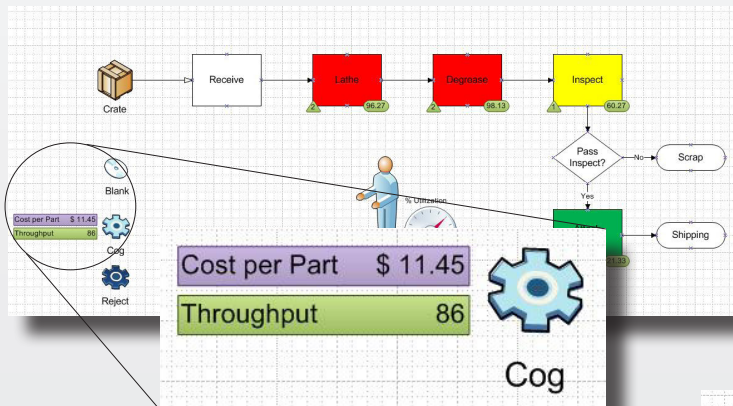 Receive
Lathe
Degrease
Inspect
2
96.27
2
98.13
1
60.27
Crate
Pass
Inspect?
No
Scrap
Yes
Blank
% Utilization
Cost per Part $ 11.45
Throughput 86
Cog
Shipping
Reject
Cost per Part $ 11.45
Throughput 86
Cog